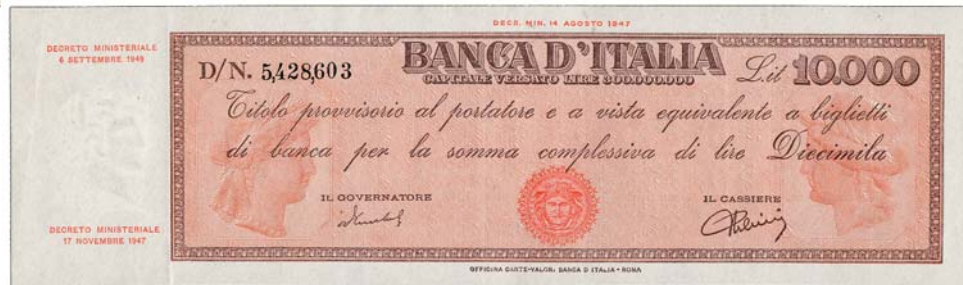 DECR. MIN. 14 AGOSTO 1947
DECRETO MINISTERIALE
6 SETTEMBRE 1949
BANCA D'ITALIA
CAPITALE VERSATO LIRE 300.000.000
D/N. 5,428,603
L.it 10.000
Titolo provvisorio al portatore e a vista equivalente a biglietti
di banca per la somma complessiva di lire Diecimila
IL GOVERNATORE
IL CASSIERE
DECRETO MINISTERIALE
17 NOVEMBRE 1947
OFFICINA CARTE-VALORI BANCA D'ITALIA - ROMA